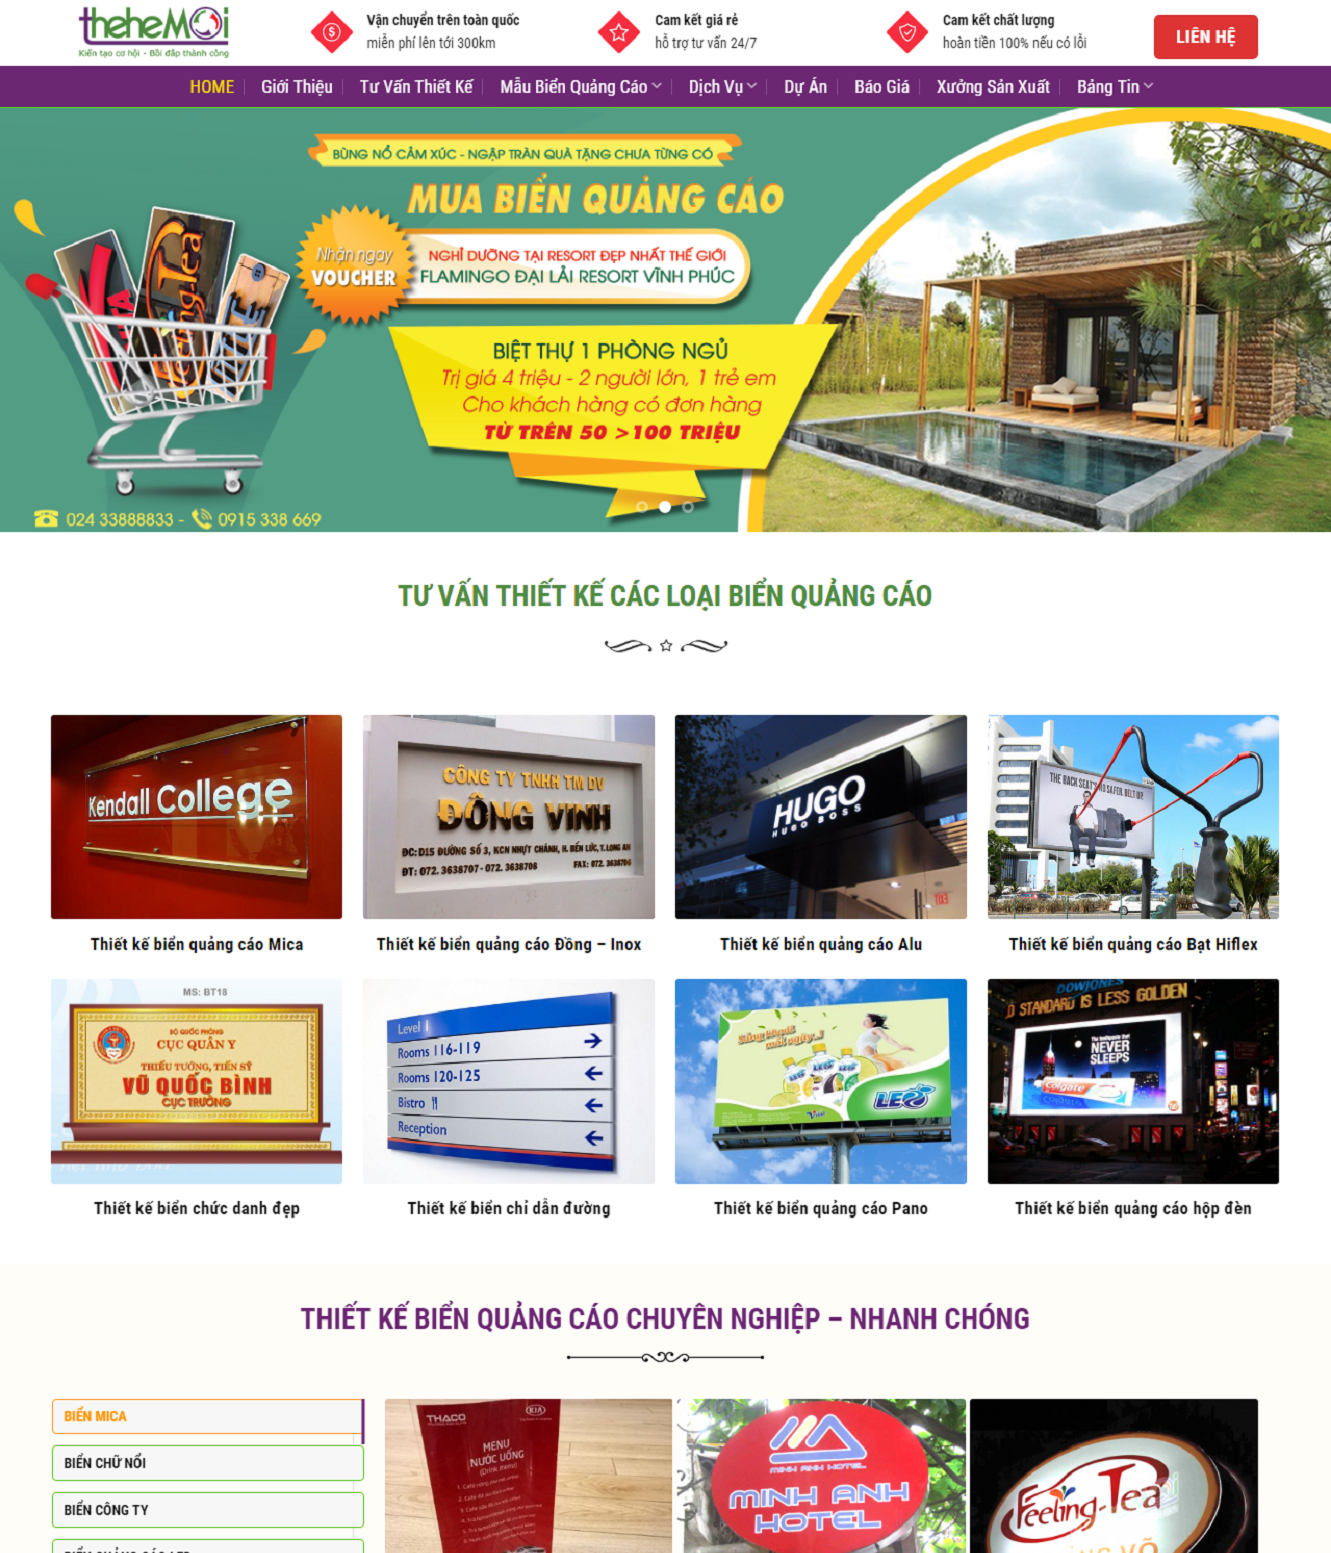 theheMới
Kiến tạo cơ hội - Bồi đắp thành công
Vận chuyển trên toàn quốc
miễn phí lên tới 300km
Cam kết giá rẻ
hỗ trợ tư vấn 24/7
Cam kết chất lượng
hoàn tiền 100% nếu có lỗi
LIÊN HỆ
HOME
Giới Thiệu
Tư Vấn Thiết Kế
Mẫu Biển Quảng Cáo
Dịch Vụ
Dự Án
Báo Giá
Xưởng Sản Xuất
Bảng Tin
BÙNG NỔ CẢM XÚC - NGẬP TRÀN QUÀ TẶNG CHƯA TỪNG CÓ
MUA BIỂN QUẢNG CÁO
Nhận ngay
VOUCHER
NGHỈ DƯỠNG TẠI RESORT ĐẸP NHẤT THẾ GIỚI
FLAMINGO ĐẠI LẢI RESORT VĨNH PHÚC
BIỆT THỰ 1 PHÒNG NGỦ
Trị giá 4 triệu - 2 người lớn, 1 trẻ em
Cho khách hàng có đơn hàng
TỪ TRÊN 50 >100 TRIỆU
024 33888833 - 0915 338 669
TƯ VẤN THIẾT KẾ CÁC LOẠI BIỂN QUẢNG CÁO
Kendall College
CÔNG TY TNHH TM DV
ĐÔNG VINH
ĐC: D15 ĐƯỜNG SỐ 3, KCN NHỰT CHÁNH, H. BẾN LỨC, T. LONG AN
ĐT: 072. 3638707 - 072. 3638708 FAX: 072. 3638706
HUGO
HUGO BOSS
EXIT
THE BACK SEAT'S NO SAFER. BELT UP.
Thiết kế biển quảng cáo Mica
Thiết kế biển quảng cáo Đồng – Inox
Thiết kế biển quảng cáo Alu
Thiết kế biển quảng cáo Bạt Hiflex
MS: BT18
BỘ QUỐC PHÒNG
CỤC QUÂN Y
THIẾU TƯỚNG, TIẾN SỸ
VŨ QUỐC BÌNH
CỤC TRƯỞNG
Level 1
Rooms 116-119
Rooms 120-125
Bistro
Reception
LEO
DOWJONES
D STANDARD IS LESS GOLDEN
NEVER
SLEEPS
Colgate
Thiết kế biển chức danh đẹp
Thiết kế biển chỉ dẫn đường
Thiết kế biển quảng cáo Pano
Thiết kế biển quảng cáo hộp đèn
THIẾT KẾ BIỂN QUẢNG CÁO CHUYÊN NGHIỆP – NHANH CHÓNG
BIỂN MICA
BIỂN CHỮ NỔI
BIỂN CÔNG TY
THACO
KIA
MENU
NƯỚC UỐNG
(Drink menu)
MINH ANH HOTEL
MINH ANH
HOTEL
Feeling-Tea